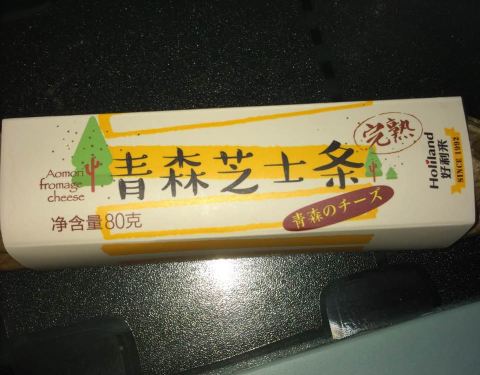 完熟
Aomori
fromage
cheese
青森芝士条
青森のチーズ
净含量80克
Holiland
好利来
SINCE 1992